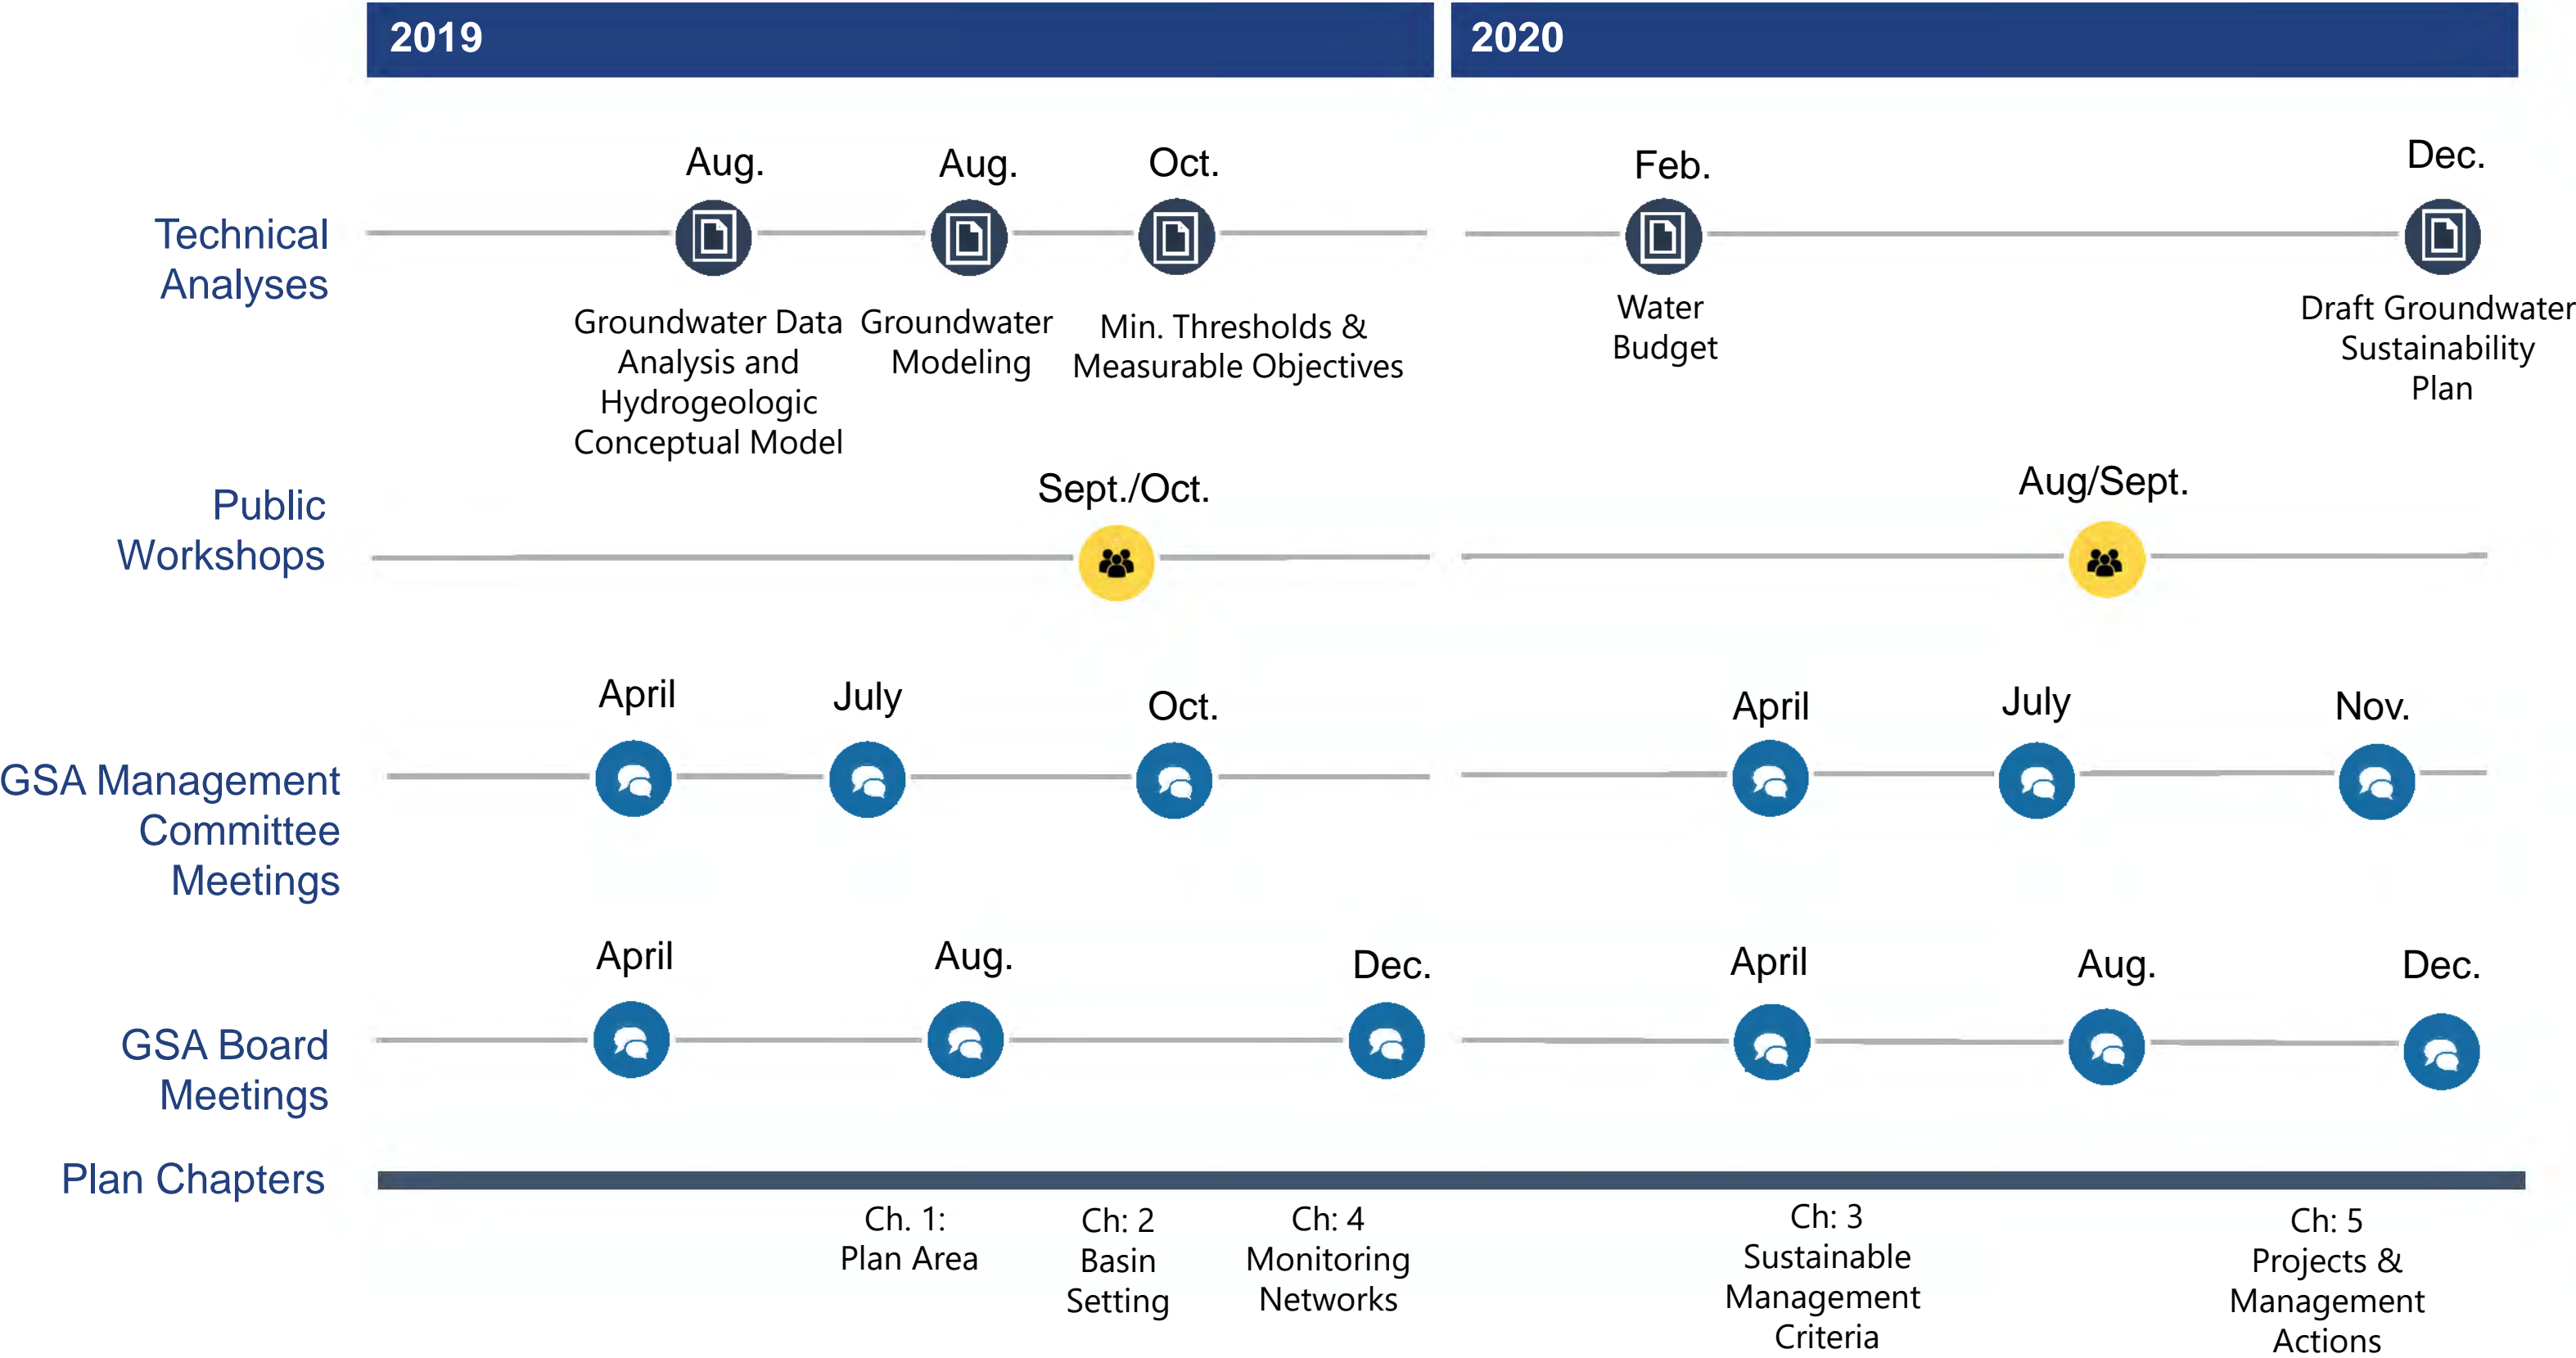 2019
2020
Technical
Analyses
Aug.
Aug.
Oct.
Feb.
Dec.
Groundwater Data
Analysis and
Hydrogeologic
Conceptual Model
Groundwater
Modeling
Min. Thresholds &
Measurable Objectives
Water
Budget
Draft Groundwater
Sustainability
Plan
Public
Workshops
Sept./Oct.
Aug/Sept.
GSA Management
Committee
Meetings
April
July
Oct.
April
July
Nov.
GSA Board
Meetings
April
Aug.
Dec.
April
Aug.
Dec.
Plan Chapters
Ch. 1:
Plan Area
Ch: 2
Basin
Setting
Ch: 4
Monitoring
Networks
Ch: 3
Sustainable
Management
Criteria
Ch: 5
Projects &
Management
Actions